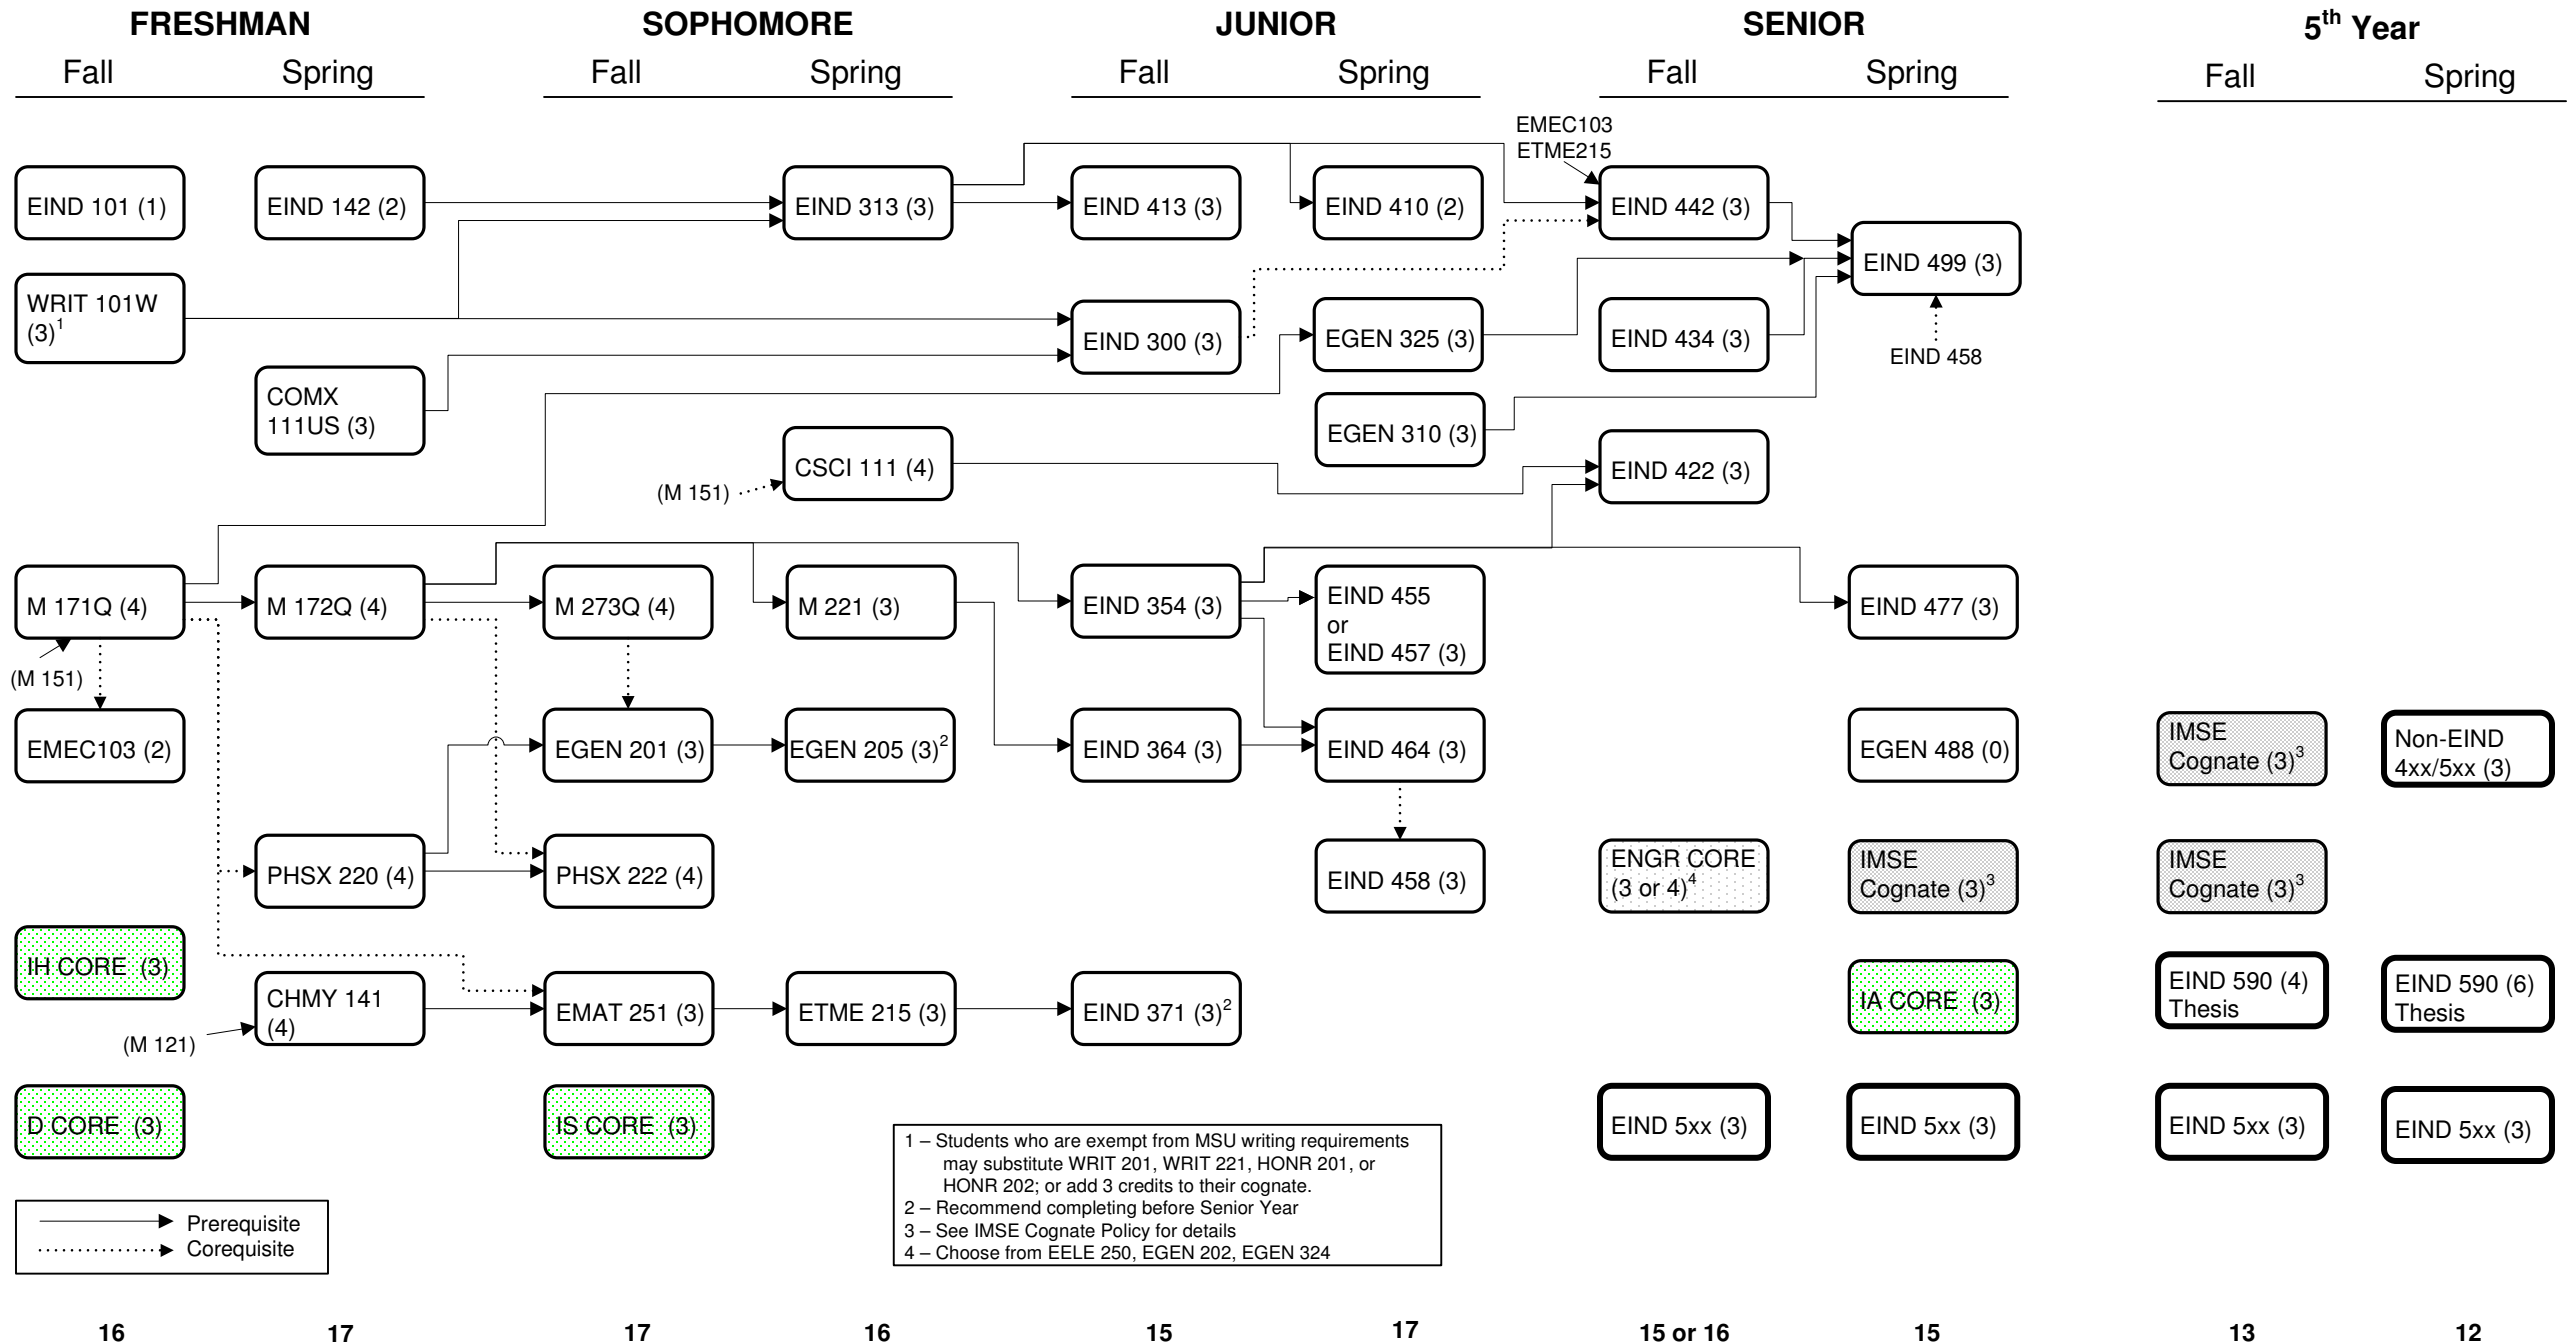 FRESHMAN
SOPHOMORE
JUNIOR
SENIOR
5th Year
Fall
Spring
Fall
Spring
Fall
Spring
Fall
Spring
Fall
Spring
EMEC103
ETME215
EIND 101 (1)
EIND 142 (2)
EIND 313 (3)
EIND 413 (3)
EIND 410 (2)
EIND 442 (3)
EIND 499 (3)
WRIT 101W
(3)1
EIND 300 (3)
EGEN 325 (3)
EIND 434 (3)
EIND 458
COMX
111US (3)
EGEN 310 (3)
CSCI 111 (4)
(M 151)
EIND 422 (3)
M 171Q (4)
M 172Q (4)
M 273Q (4)
M 221 (3)
EIND 354 (3)
EIND 455
or
EIND 457 (3)
EIND 477 (3)
(M 151)
EMEC103 (2)
EGEN 201 (3)
EGEN 205 (3)2
EIND 364 (3)
EIND 464 (3)
EGEN 488 (0)
IMSE
Cognate (3)3
Non-EIND
4xx/5xx (3)
PHSX 220 (4)
PHSX 222 (4)
EIND 458 (3)
ENGR CORE
(3 or 4)4
IMSE
Cognate (3)3
IMSE
Cognate (3)3
IH CORE (3)
CHMY 141
(4)
(M 121)
EMAT 251 (3)
ETME 215 (3)
EIND 371 (3)2
IA CORE (3)
EIND 590 (4)
Thesis
EIND 590 (6)
Thesis
D CORE (3)
IS CORE (3)
EIND 5xx (3)
EIND 5xx (3)
EIND 5xx (3)
EIND 5xx (3)
1 – Students who are exempt from MSU writing requirements
may substitute WRIT 201, WRIT 221, HONR 201, or
HONR 202; or add 3 credits to their cognate.
2 – Recommend completing before Senior Year
3 – See IMSE Cognate Policy for details
4 – Choose from EELE 250, EGEN 202, EGEN 324
Prerequisite
Corequisite
16
17
17
16
15
17
15 or 16
15
13
12